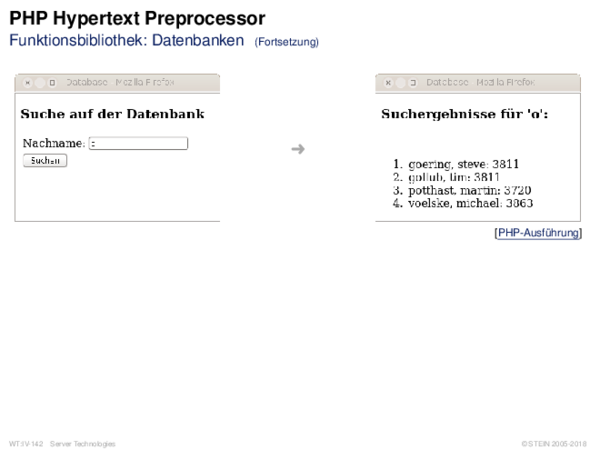 PHP Hypertext Preprocessor
Funktionsbibliothek: Datenbanken (Fortsetzung)
Database - Mozilla Firefox
Suche auf der Datenbank
Nachname:
Suchen
➜
Database - Mozilla Firefox
Suchergebnisse für 'o':
1. goering, steve: 3811
2. gollub, tim: 3811
3. potthast, martin: 3720
4. voelske, michael: 3863
[PHP-Ausführung]
WT:IV-142 Server Technologies
© STEIN 2005-2018